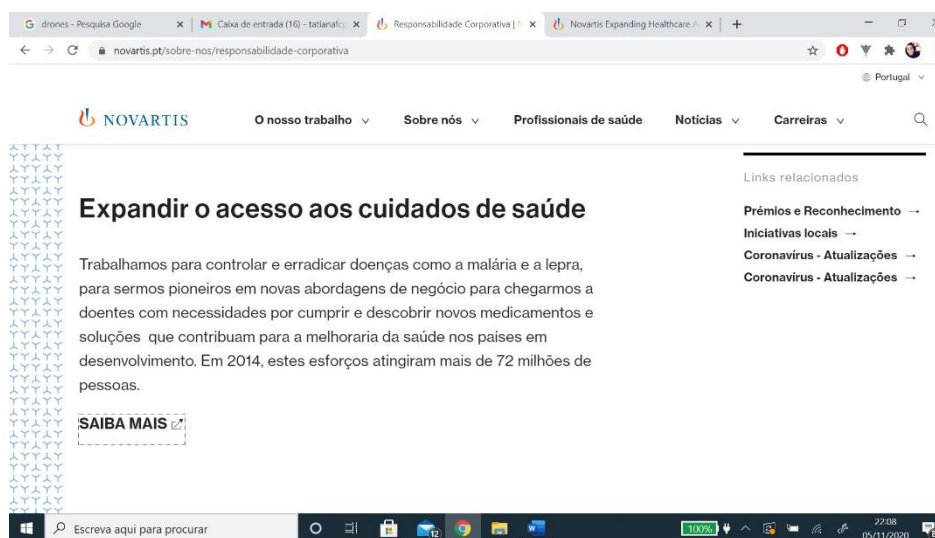 drones - Pesquisa Google
Caixa de entrada (16) - tatianafc
Responsabilidade Corporativa |
Novartis Expanding Healthcare A
novartis.pt/sobre-nos/responsabilidade-corporativa
Portugal
NOVARTIS
O nosso trabalho
Sobre nós
Profissionais de saúde
Notícias
Carreiras
Links relacionados
Expandir o acesso aos cuidados de saúde
Prémios e Reconhecimento →
Iniciativas locais →
Coronavírus - Atualizações →
Coronavírus - Atualizações →
Trabalhamos para controlar e erradicar doenças como a malária e a lepra,
para sermos pioneiros em novas abordagens de negócio para chegarmos a
doentes com necessidades por cumprir e descobrir novos medicamentos e
soluções que contribuam para a melhoraria da saúde nos países em
desenvolvimento. Em 2014, estes esforços atingiram mais de 72 milhões de
pessoas.
SAIBA MAIS
Escreva aqui para procurar
12
100%
22:08
05/11/2020